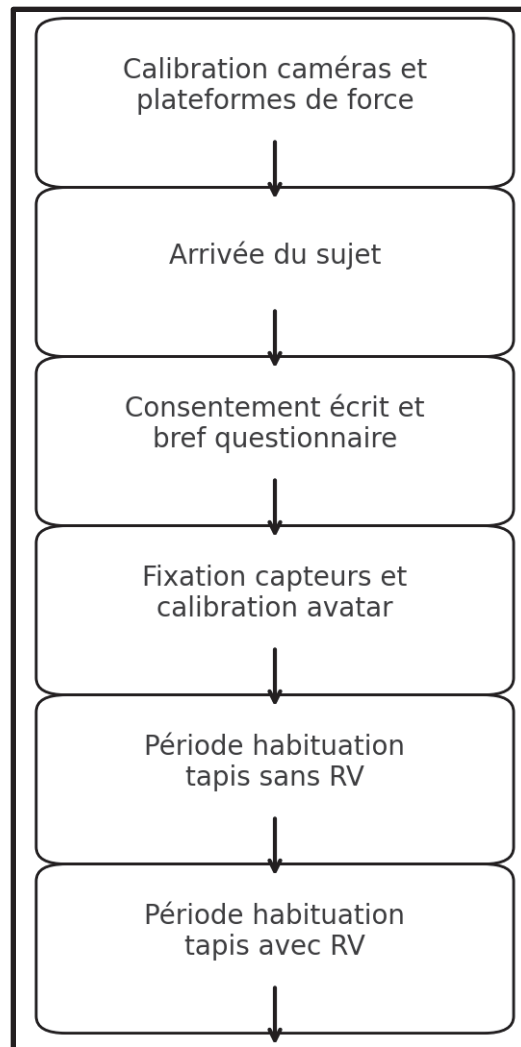 Calibration caméras et
plateformes de force
Arrivée du sujet
Consentement écrit et
bref questionnaire
Fixation capteurs et
calibration avatar
Période habituation
tapis sans RV
Période habituation
tapis avec RV